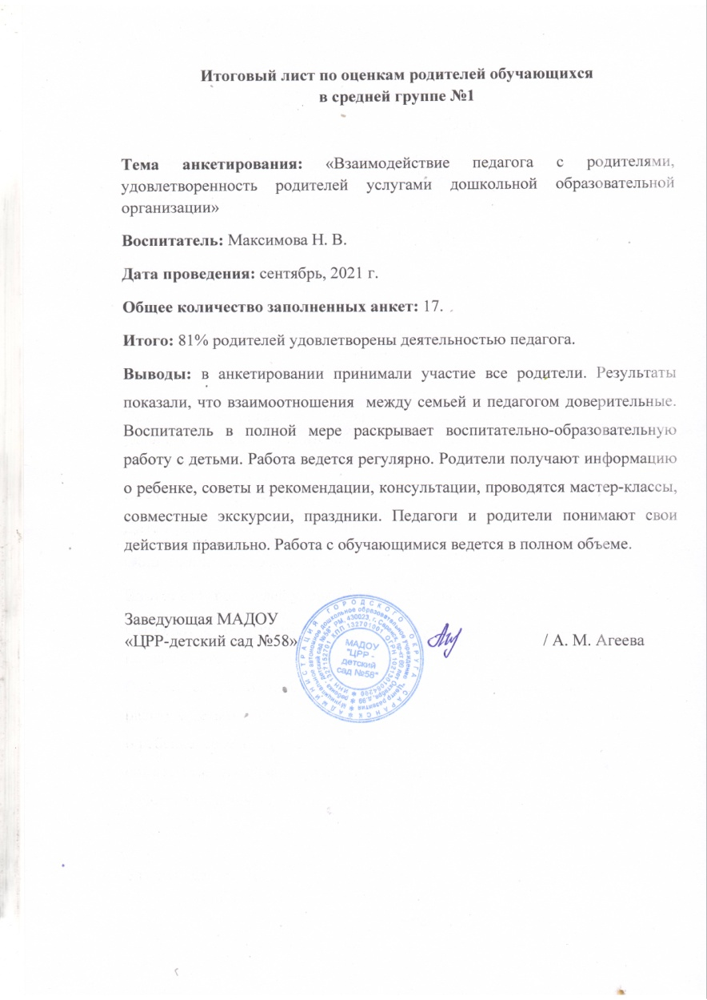 Итоговый лист по оценкам родителей обучающихся
в средней группе №1
Тема анкетирования: «Взаимодействие педагога с родителями,
удовлетворенность родителей услугами дошкольной образовательной
организации»
Воспитатель: Максимова Н. В.
Дата проведения: сентябрь, 2021 г.
Общее количество заполненных анкет: 17.
Итого: 81% родителей удовлетворены деятельностью педагога.
Выводы: в анкетировании принимали участие все родители. Результаты
показали, что взаимоотношения между семьей и педагогом доверительные.
Воспитатель в полной мере раскрывает воспитательно-образовательную
работу с детьми. Работа ведется регулярно. Родители получают информацию
о ребенке, советы и рекомендации, консультации, проводятся мастер-классы,
совместные экскурсии, праздники. Педагоги и родители понимают свои
действия правильно. Работа с обучающимися ведется в полном объеме.
Заведующая МАДОУ
«ЦРР-детский сад №58» / А. М. Агеева
МАДОУ
"ЦРР -
детский
сад №58"